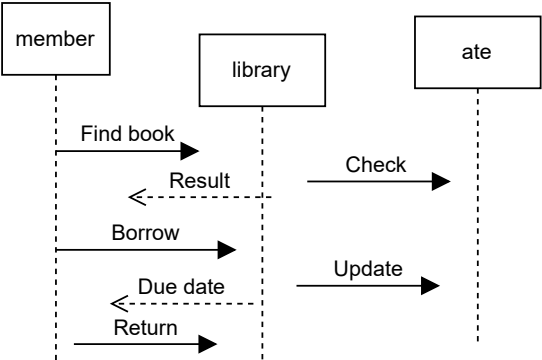 member
library
ate
Find book
Check
Result
Borrow
Update
Due date
Return